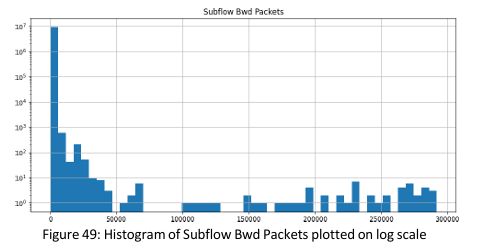 Subflow Bwd Packets
10⁷
10⁶
10⁵
10⁴
10³
10²
10¹
10⁰
0 50000 100000 150000 200000 250000 300000
Figure 49: Histogram of Subflow Bwd Packets plotted on log scale